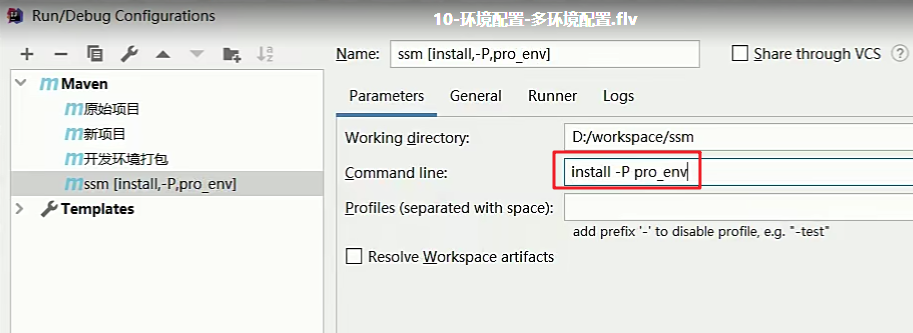 Run/Debug Configurations
10-环境配置-多环境配置.flv
Name: ssm [install,-P,pro_env]
Share through VCS ?
Maven
原始项目
新项目
开发环境打包
ssm [install,-P,pro_env]
Templates
Parameters General Runner Logs
Working directory: D:/workspace/ssm
Command line: install -P pro_env
Profiles (separated with space):
add prefix '-' to disable profile, e.g. "-test"
Resolve Workspace artifacts